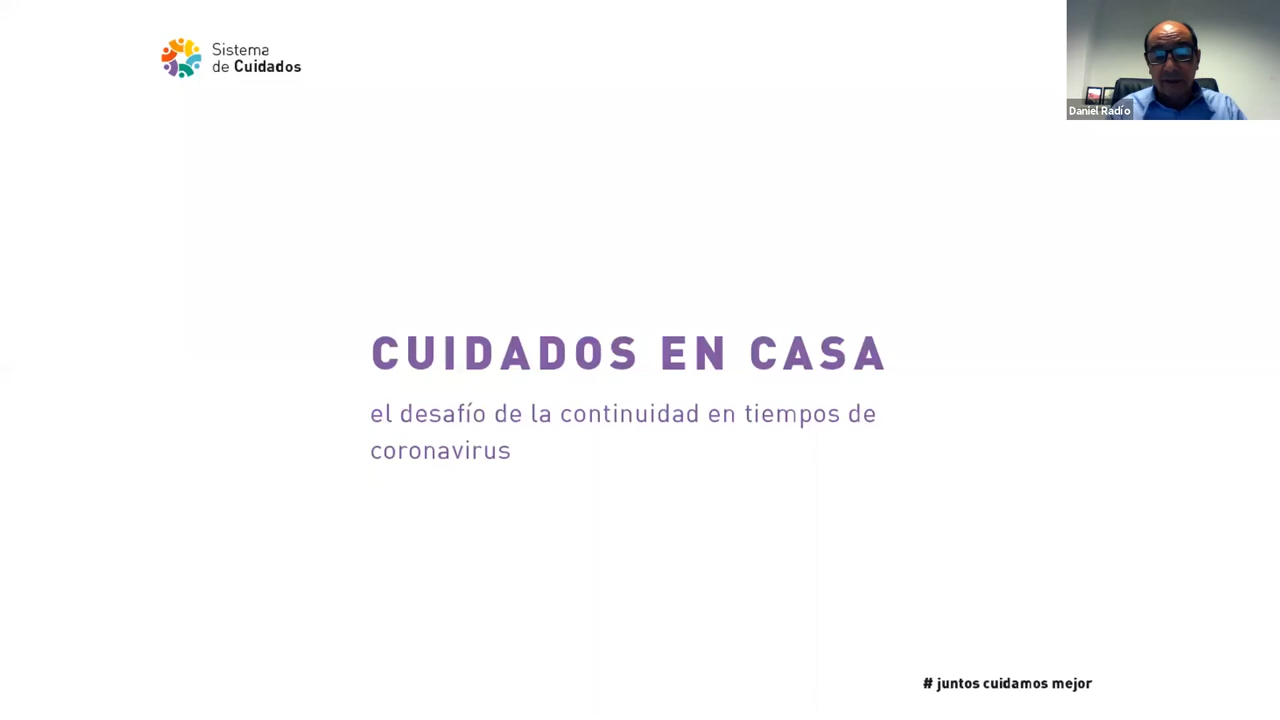 Sistema
de Cuidados
Daniel Radío
CUIDADOS EN CASA
el desafío de la continuidad en tiempos de
coronavirus
# juntos cuidamos mejor